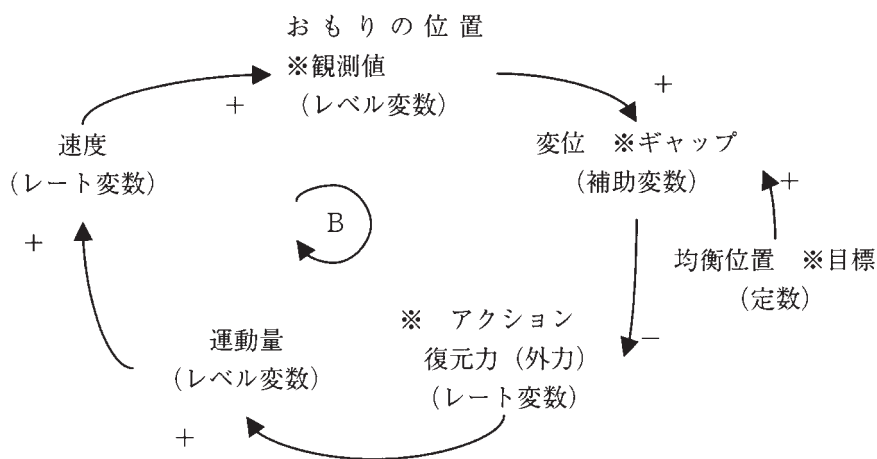 おもりの位置
※観測値
(レベル変数)
+
+
速度
(レート変数)
変位 ※ギャップ
(補助変数)
+
B
+
均衡位置 ※目標
(定数)
※ アクション
復元力(外力)
(レート変数)
−
運動量
(レベル変数)
+